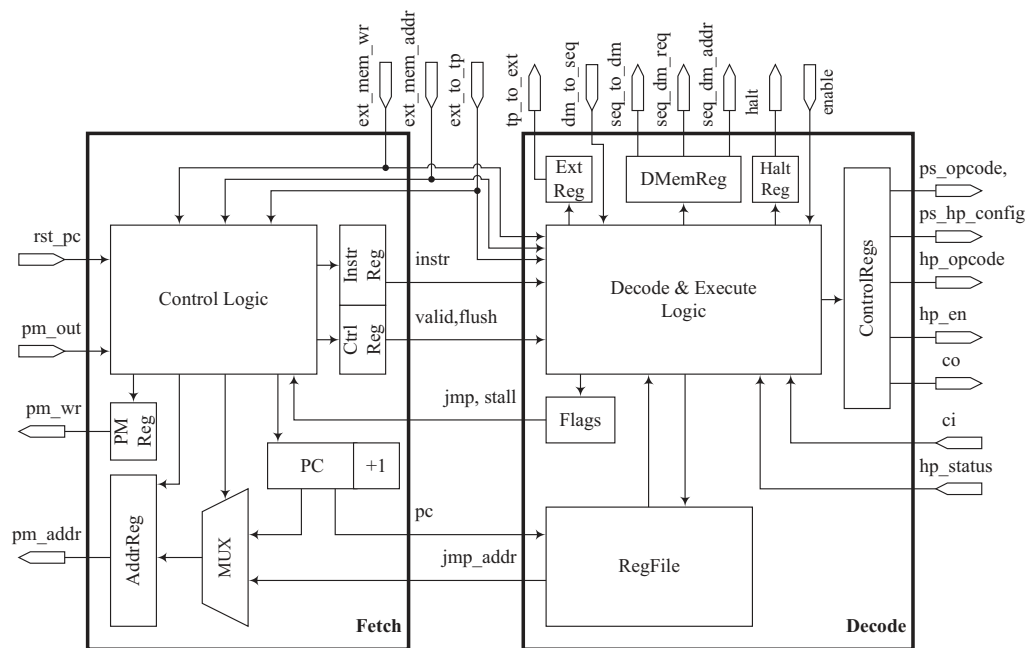 ext_mem_wr
ext_mem_addr
ext_to_tp
tp_to_ext
dm_to_seq
seq_to_dm
seq_dm_req
seq_dm_addr
halt
enable
Ext
Reg
DMemReg
Halt
Reg
ps_opcode,
ps_hp_config
hp_opcode
hp_en
co
ci
hp_status
rst_pc
pm_out
pm_wr
pm_addr
Control Logic
Instr
Reg
Ctrl
Reg
instr
valid,flush
jmp, stall
pc
jmp_addr
Decode & Execute
Logic
ControlRegs
PM
Reg
PC
+1
Flags
AddrReg
MUX
RegFile
Fetch
Decode